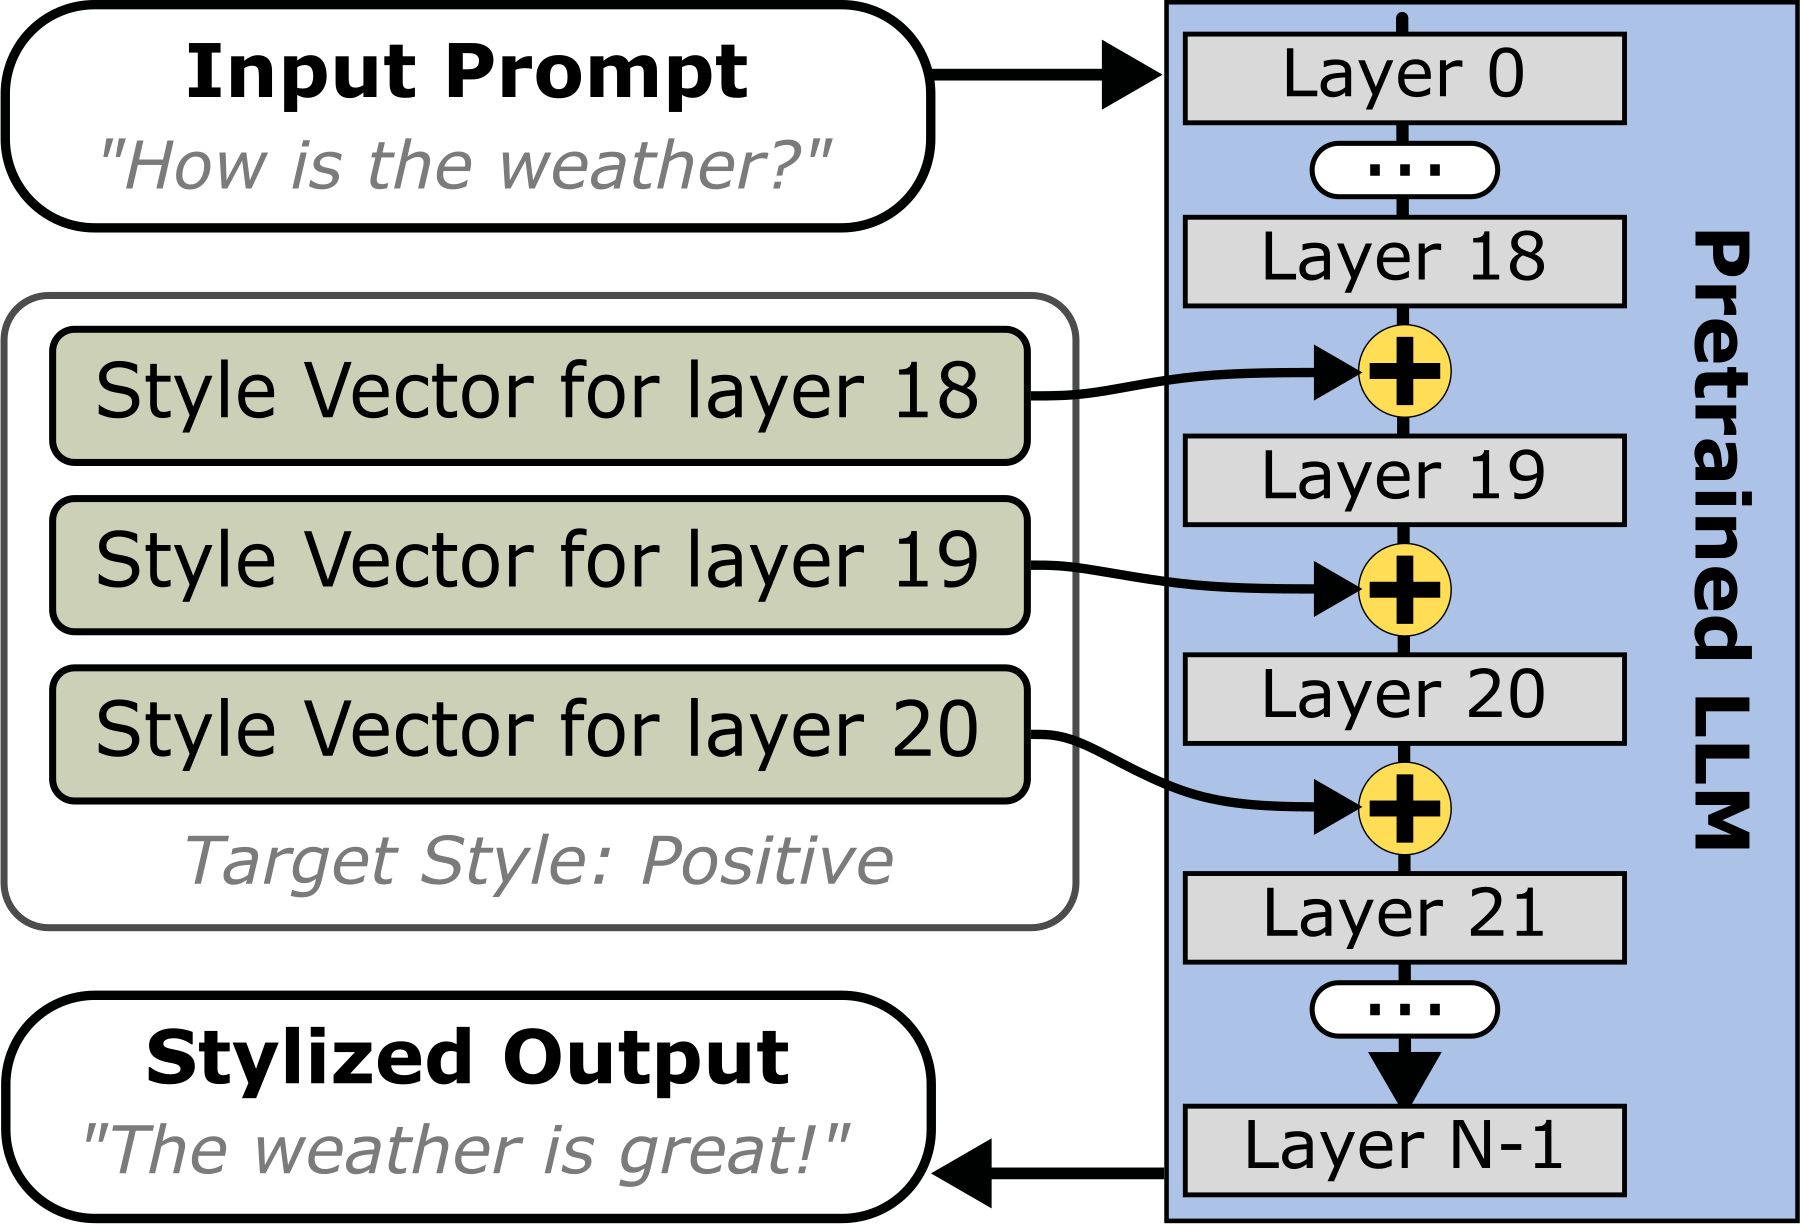 Input Prompt
"How is the weather?"
Style Vector for layer 18
Style Vector for layer 19
Style Vector for layer 20
Target Style: Positive
Stylized Output
"The weather is great!"
Layer 0
...
Layer 18
Layer 19
Layer 20
Layer 21
...
Layer N-1
Pretrained LLM